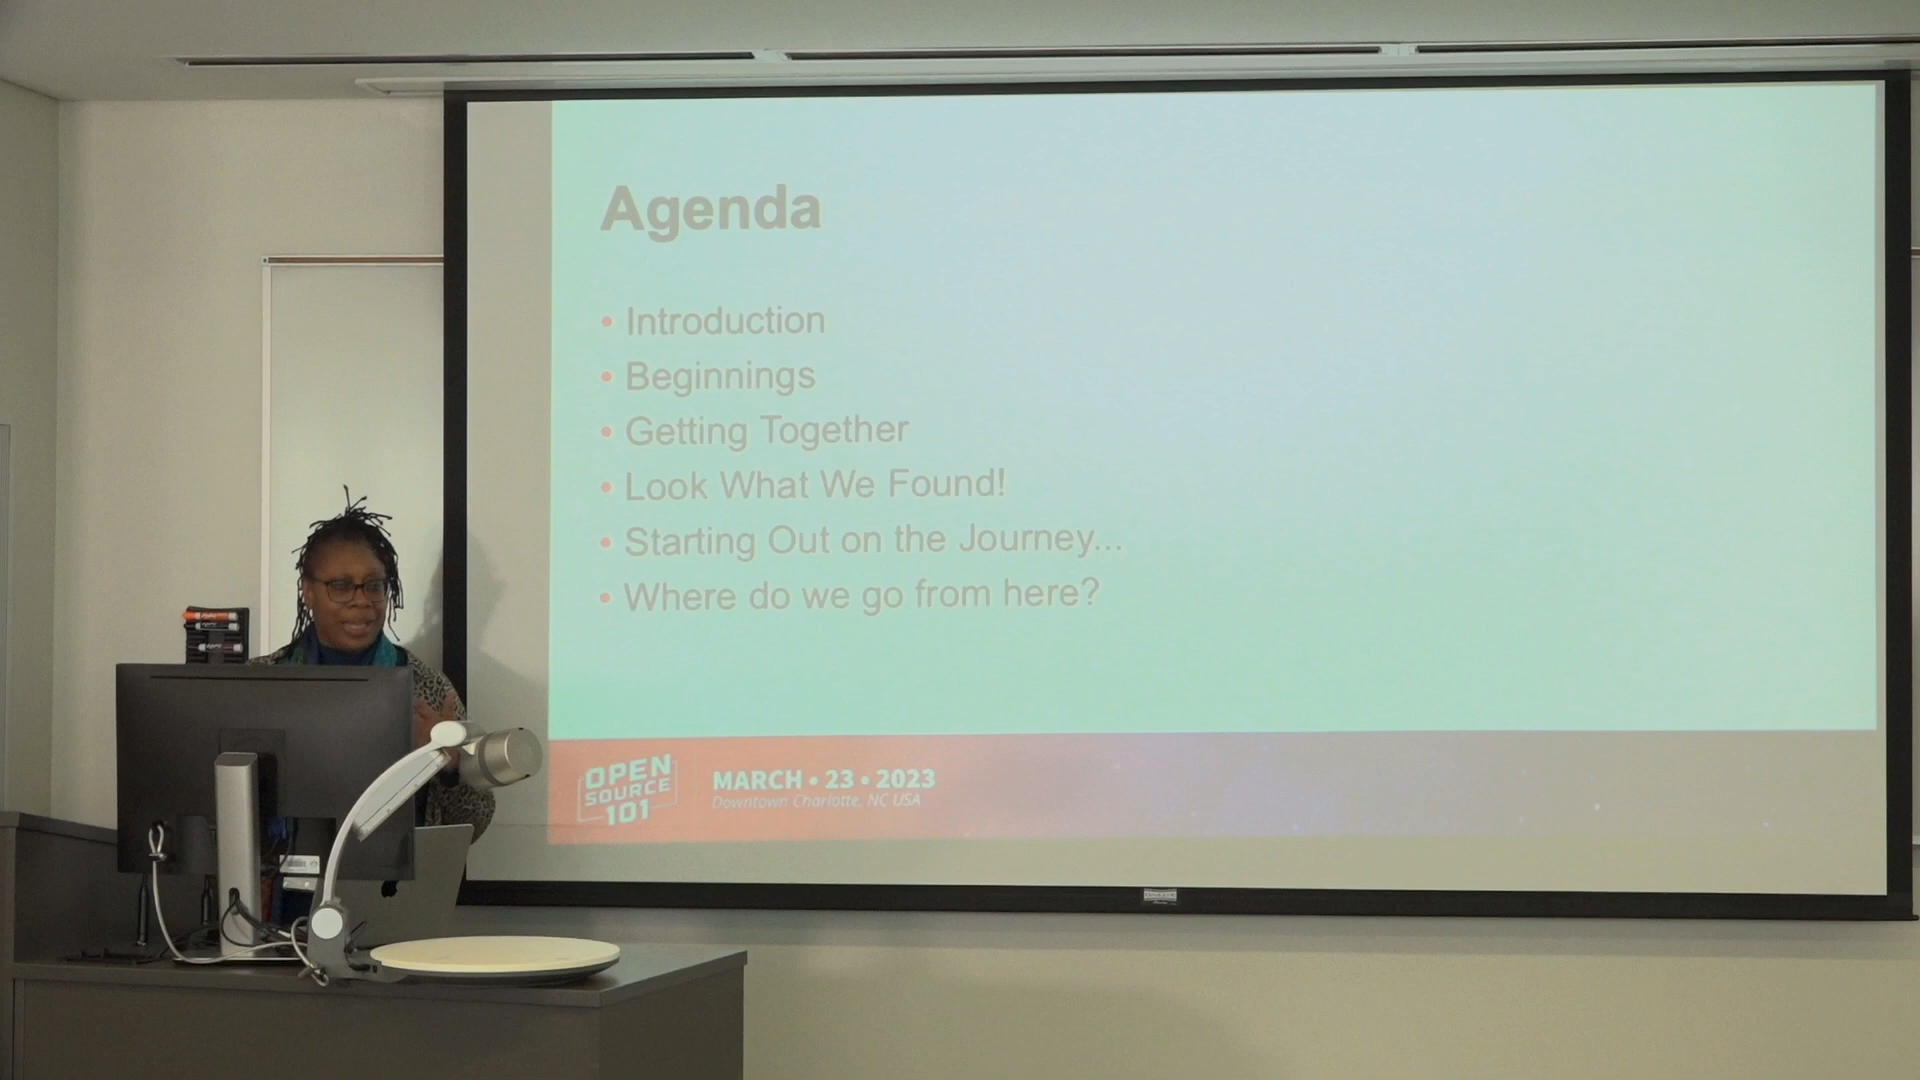 Agenda
• Introduction
• Beginnings
• Getting Together
• Look What We Found!
• Starting Out on the Journey...
• Where do we go from here?
OPEN
SOURCE
101
MARCH • 23 • 2023
Downtown Charlotte, NC USA